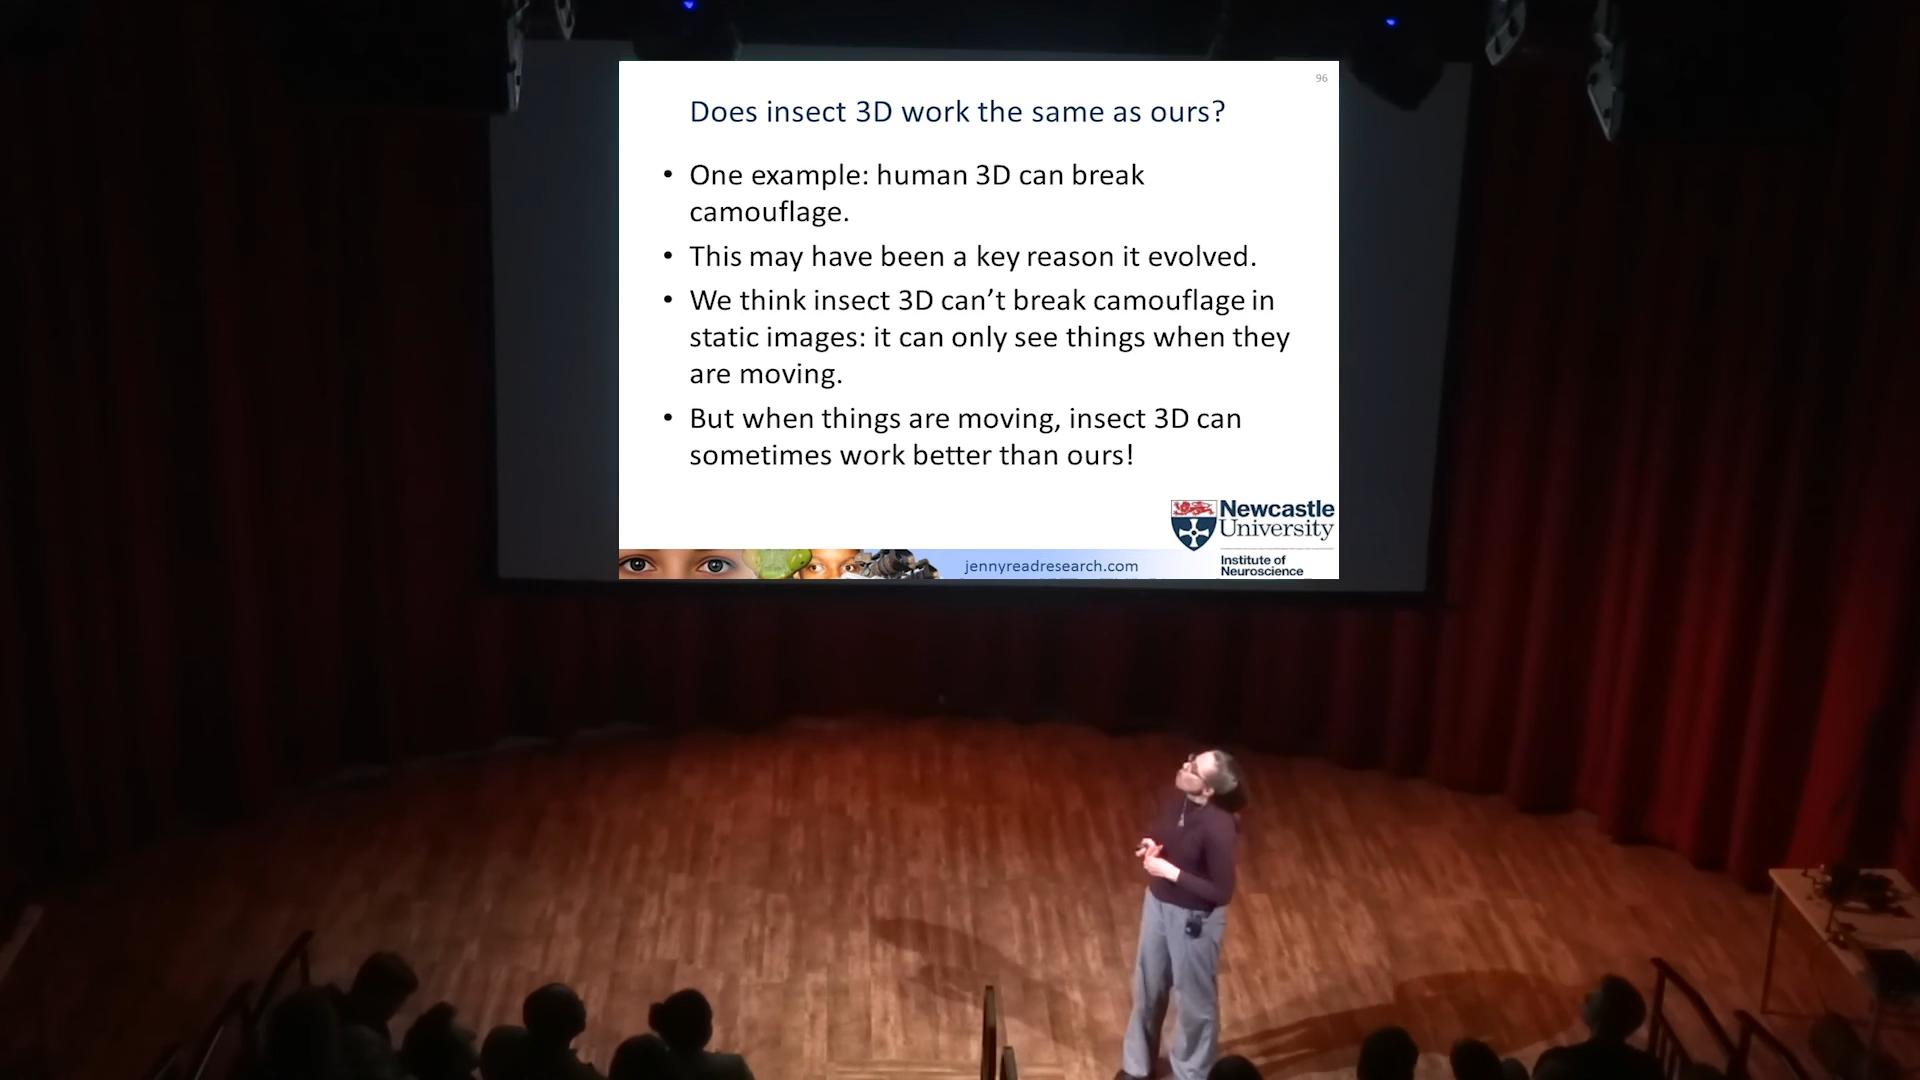 96
Does insect 3D work the same as ours?
• One example: human 3D can break
camouflage.
• This may have been a key reason it evolved.
• We think insect 3D can’t break camouflage in
static images: it can only see things when they
are moving.
• But when things are moving, insect 3D can
sometimes work better than ours!
Newcastle
University
jennyreadresearch.com
Institute of
Neuroscience